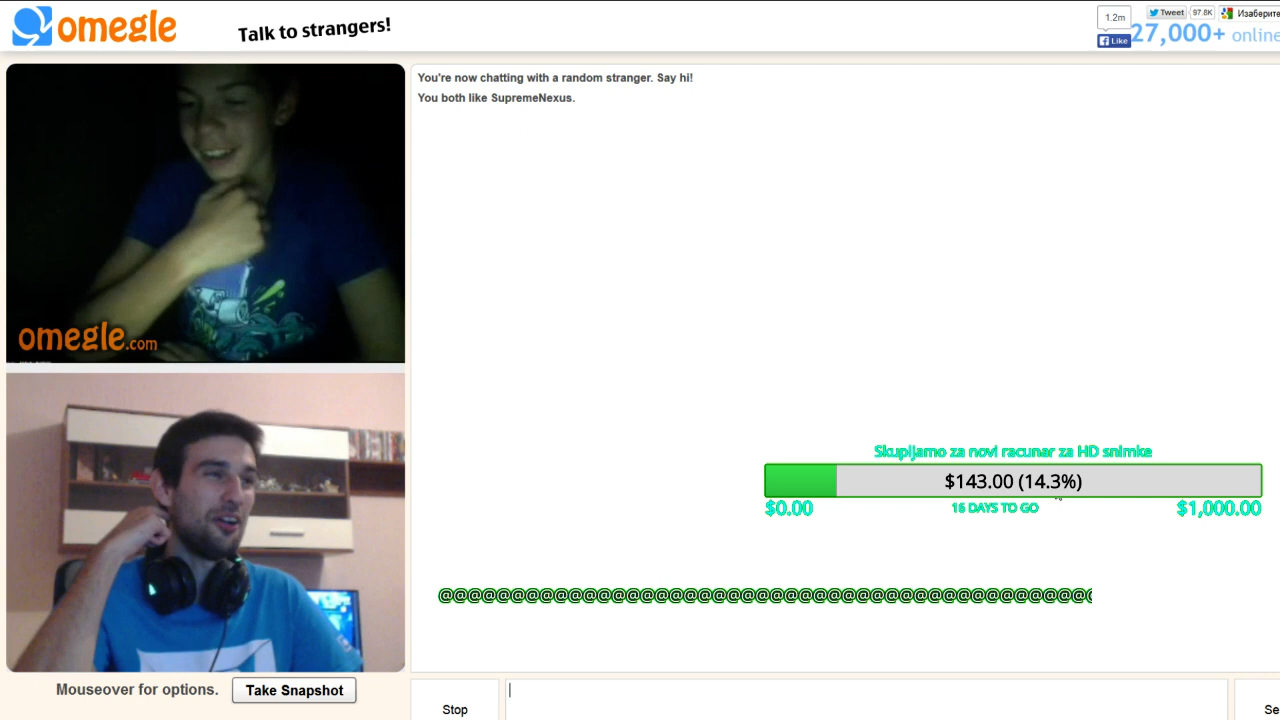 omegle
Talk to strangers!
1.2m
Like
Tweet
97.8K
Изаберите
27,000+ online
You're now chatting with a random stranger. Say hi!
You both like SupremeNexus.
omegle.com
Skupljamo za novi racunar za HD snimke
$143.00 (14.3%)
$0.00
16 DAYS TO GO
$1,000.00
@@@@@@@@@@@@@@@@@@@@@@@@@@@@@@@@@@@@@@@@@@@@@
Mouseover for options.
Take Snapshot
Stop
Se